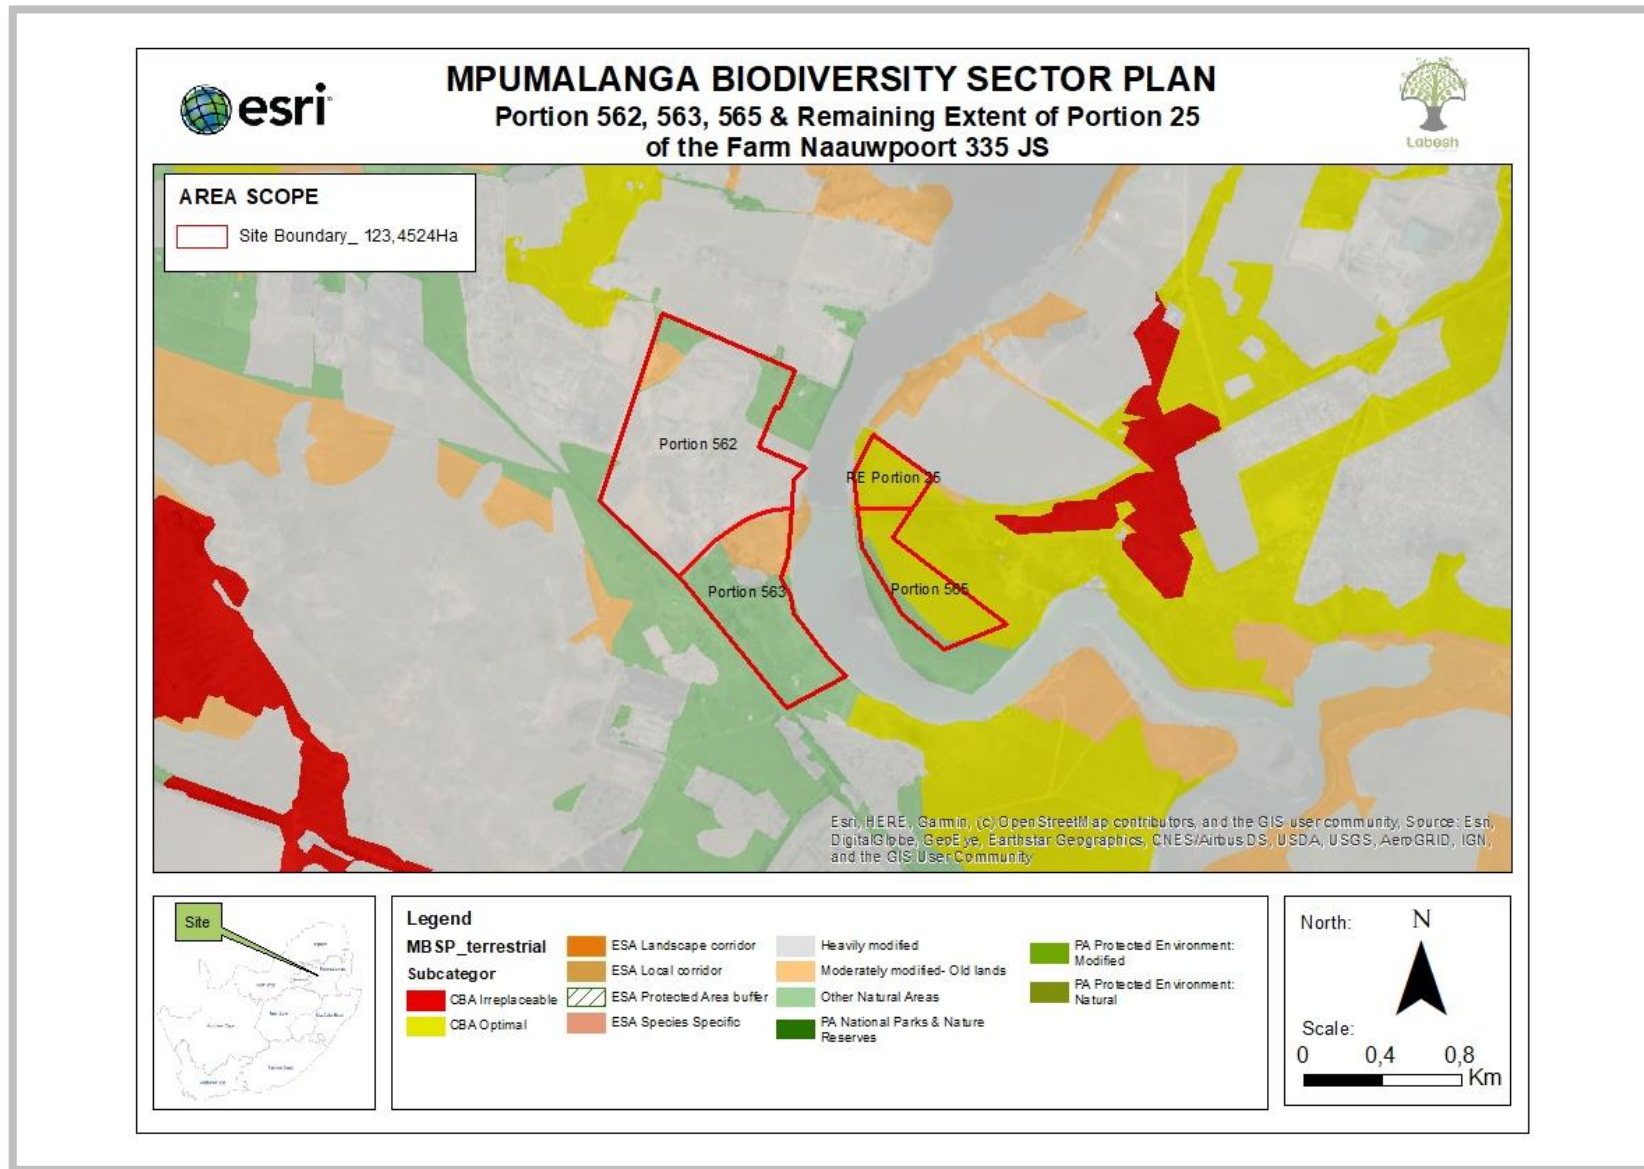 esri
MPUMALANGA BIODIVERSITY SECTOR PLAN
Portion 562, 563, 565 & Remaining Extent of Portion 25
of the Farm Naauwpoort 335 JS
Labesh
AREA SCOPE
Site Boundary_ 123,4524Ha
Portion 562
RE Portion 25
Portion 563
Portion 565
Esri, HERE, Garmin, (c) OpenStreetMap contributors, and the GIS user community, Source: Esri,
DigitalGlobe, GeoEye, Earthstar Geographics, CNES/Airbus DS, USDA, USGS, AeroGRID, IGN,
and the GIS User Community
Site
Legend
MBSP_terrestrial
Subcategor
CBA Irreplaceable
CBA Optimal
ESA Landscape corridor
ESA Local corridor
ESA Protected Area buffer
ESA Species Specific
Heavily modified
Moderately modified- Old lands
Other Natural Areas
PA National Parks & Nature
Reserves
PA Protected Environment:
Modified
PA Protected Environment:
Natural
North:
N
Scale:
0 0,4 0,8
Km